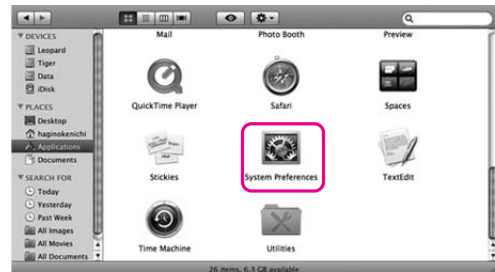 Mail Photo Booth Preview
▼ DEVICES
Leopard
Tiger
Data
iDisk
▼ PLACES
Desktop
haginokenichi
Applications
Documents
▼ SEARCH FOR
Today
Yesterday
Past Week
All Images
All Movies
All Documents
QuickTime Player Safari Spaces
Stickies System Preferences TextEdit
Time Machine Utilities
26 items, 6.3 GB available